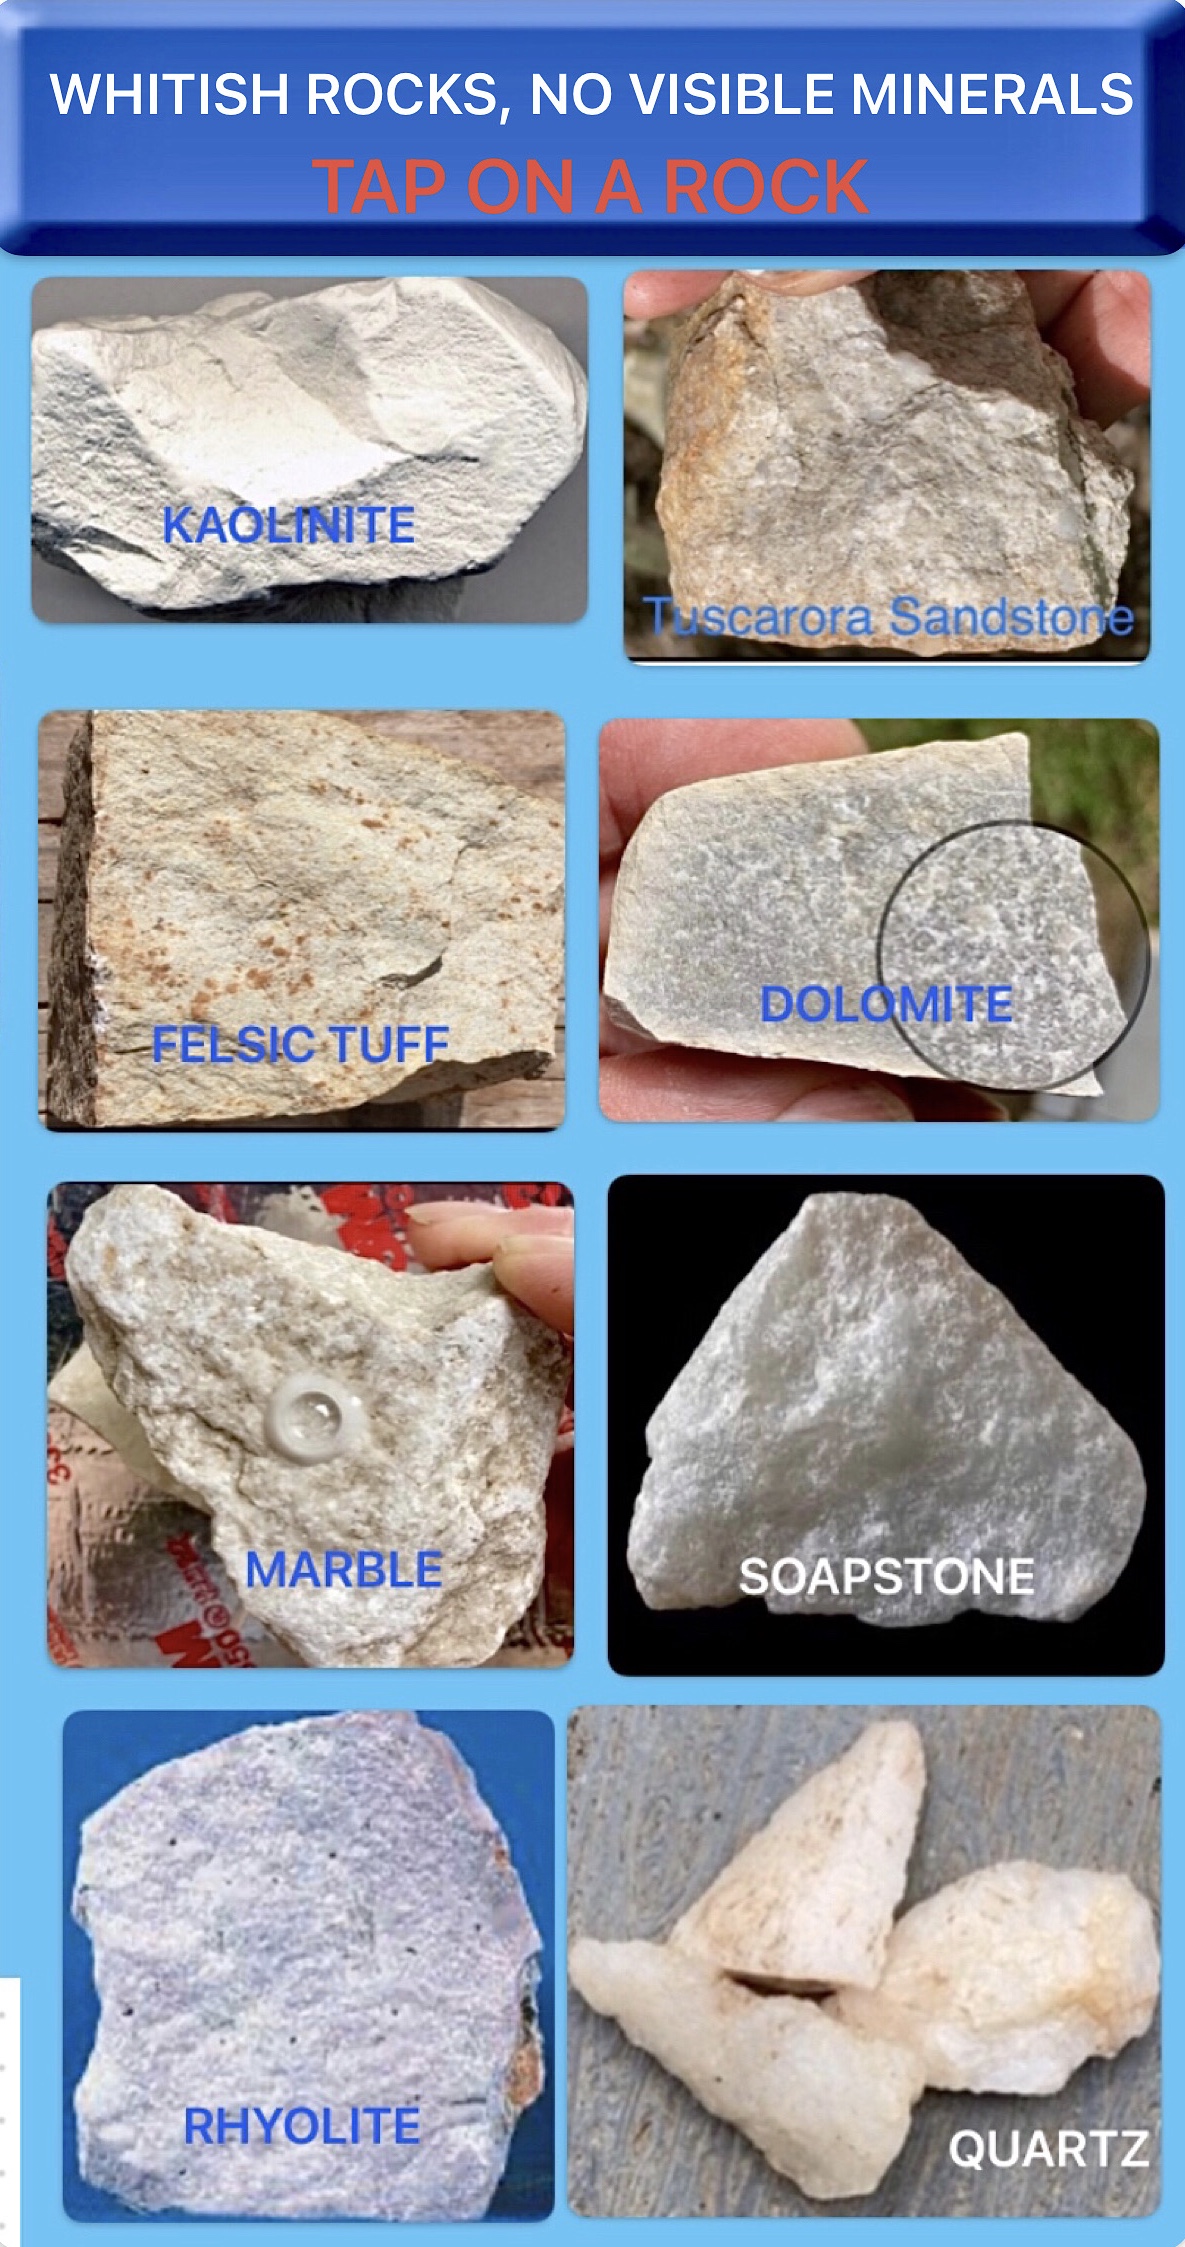 WHITISH ROCKS, NO VISIBLE MINERALS
TAP ON A ROCK
KAOLINITE
Tuscarora Sandstone
FELSIC TUFF
DOLOMITE
MARBLE
SOAPSTONE
RHYOLITE
QUARTZ